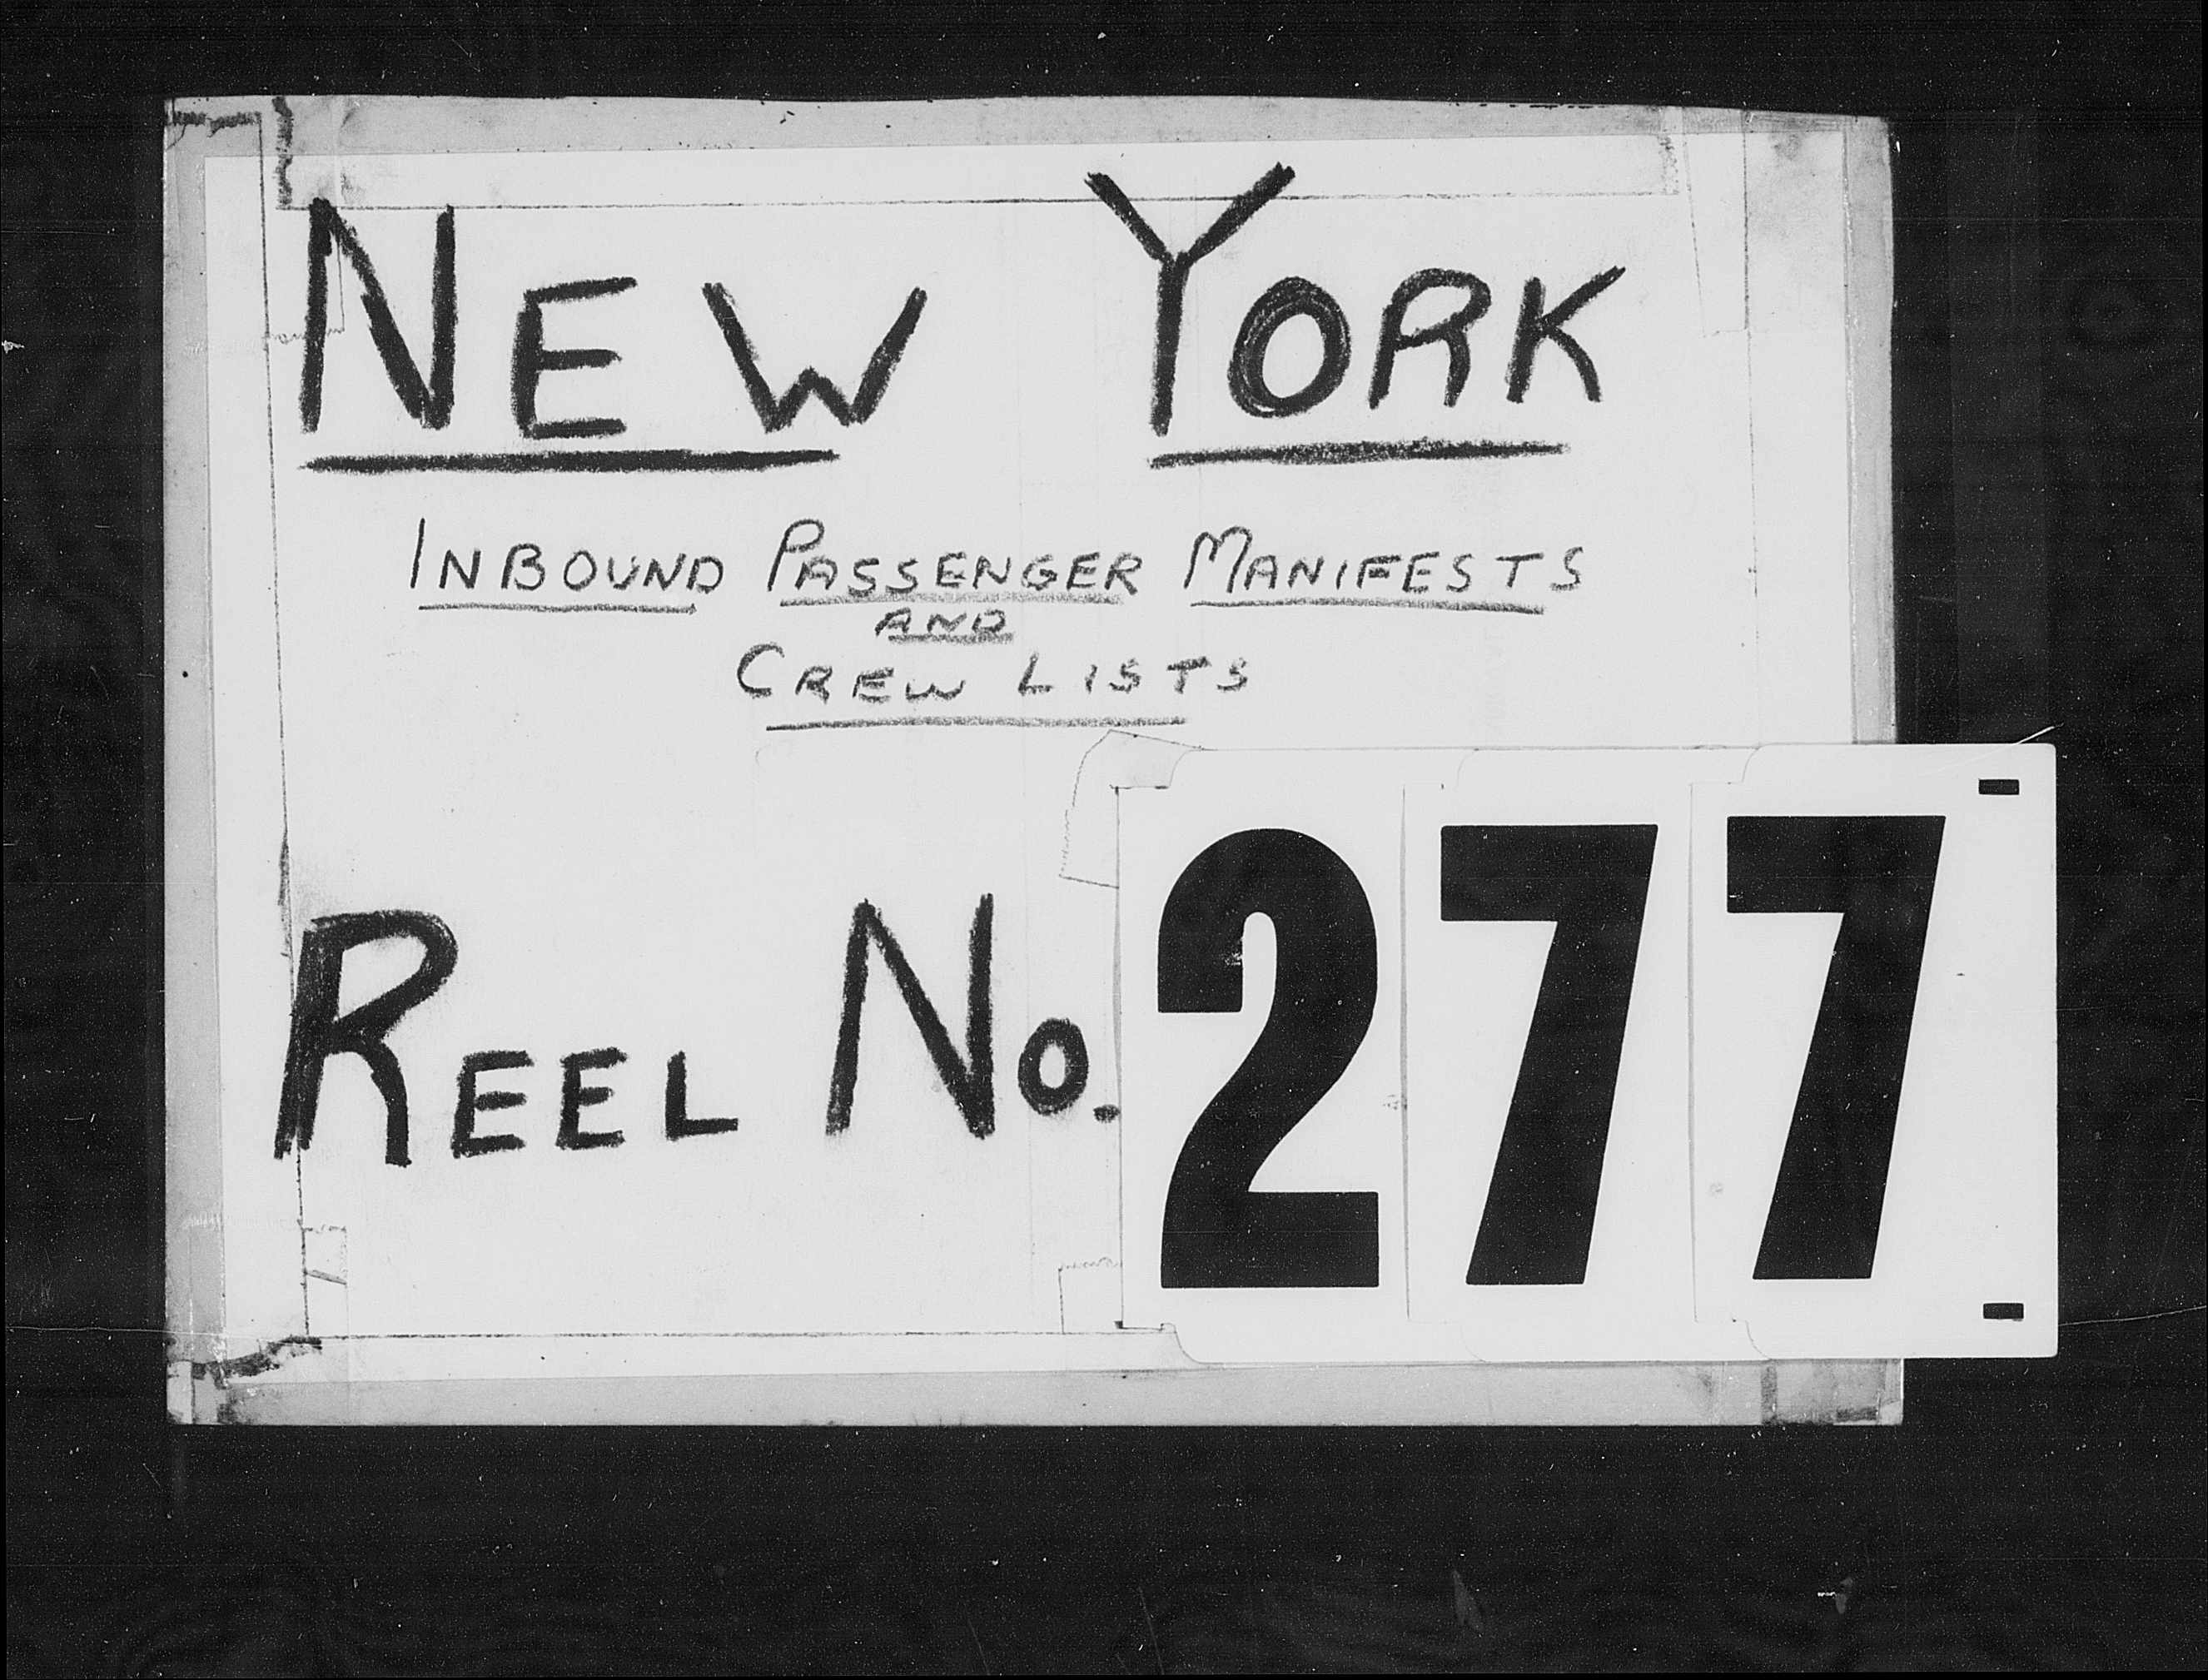 NEW YORK
INBOUND PASSENGER MANIFESTS
AND
CREW LISTS
REEL No. 277